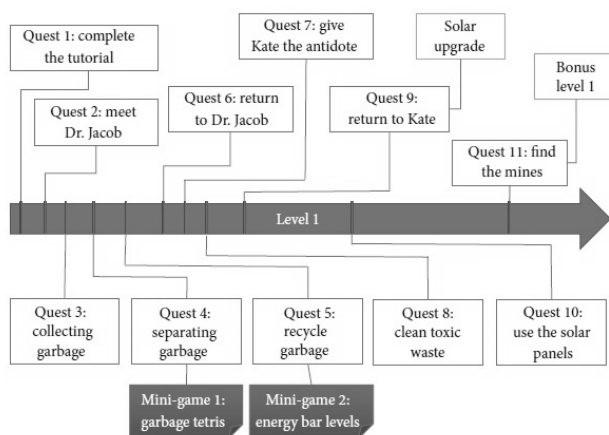 Quest 1: complete
the tutorial
Quest 2: meet
Dr. Jacob
Quest 6: return
to Dr. Jacob
Quest 7: give
Kate the antidote
Quest 9:
return to Kate
Solar
upgrade
Quest 11: find
the mines
Bonus
level 1
Level 1
Quest 3:
collecting
garbage
Quest 4:
separating
garbage
Quest 5:
recycle
garbage
Quest 8:
clean toxic
waste
Quest 10:
use the solar
panels
Mini-game 1:
garbage tetris
Mini-game 2:
energy bar levels